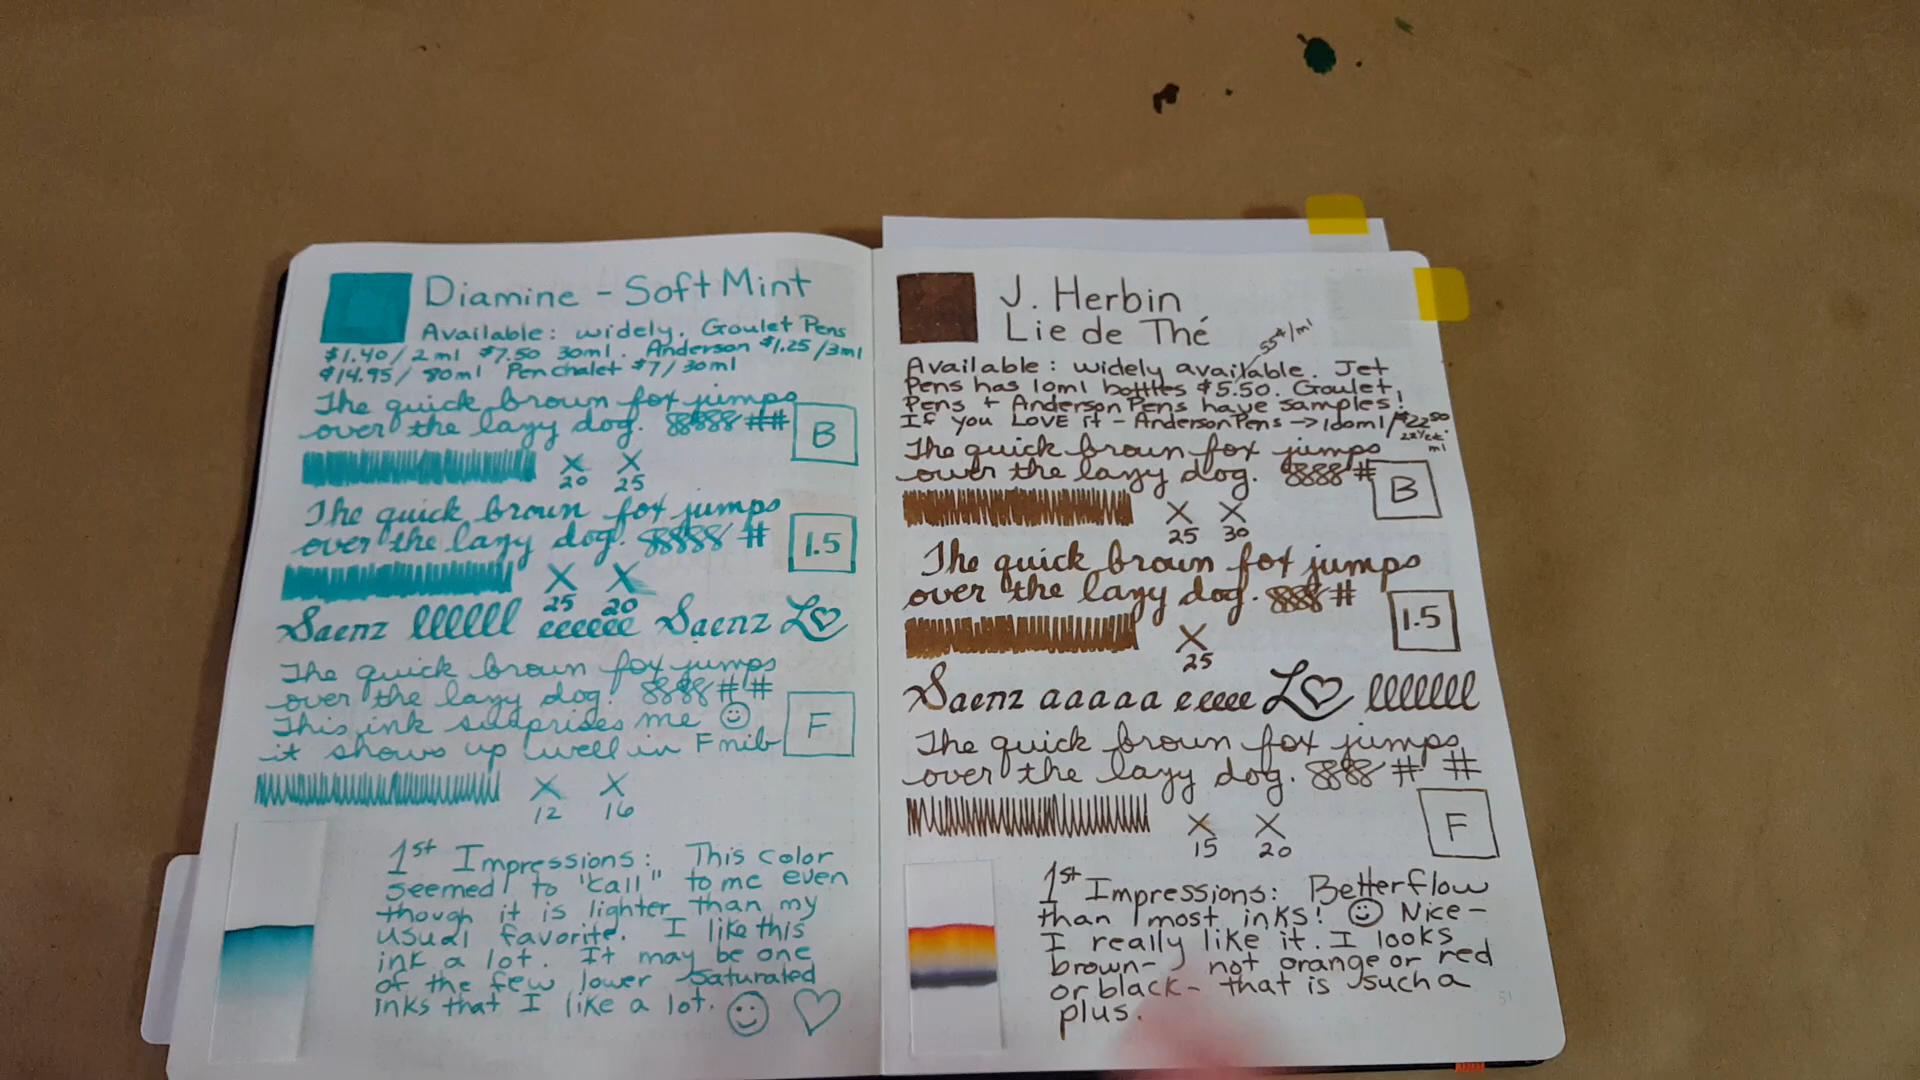 Diamine - Soft Mint
Available: widely. Goulet Pens
$1.40/2ml $7.50 30ml. Anderson $1.25/3ml
$14.95/80ml Pen Chalet $7/30ml
The quick brown fox jumps
over the lazy dog. 88888 ##
B
X X
20 25
The quick brown fox jumps
over the lazy dog. 88888 #
1.5
X X
25 20
Saenz llllll eeeeee Saenz L♡
The quick brown fox jumps
over the lazy dog. 8888 # #
This ink surprises me ☺
it shows up well in F nib
F
X X
12 16
1st Impressions: This color
seemed to "call" to me even
though it is lighter than my
usual favorite. I like this
ink a lot. It may be one
of the few lower saturated
inks that I like a lot. ☺ ♡
J. Herbin
Lie de Thé
55¢/ml
Available: widely available. Jet
Pens has 10ml bottles $5.50. Goulet
Pens + Anderson Pens have samples!
If you LOVE it - Anderson Pens → 100ml/$22.50
ml
The quick brown fox jumps
over the lazy dog. 8888 #
B
X X
25 30
The quick brown fox jumps
over the lazy dog. 888 #
1.5
X
25
Saenz aaaaa eeeee L♡ lllllll
The quick brown fox jumps
over the lazy dog. 888 # #
F
X X
15 20
1st Impressions: Better flow
than most inks! ☺ Nice-
I really like it. I looks
brown- not orange or red
or black- that is such a
plus.
51